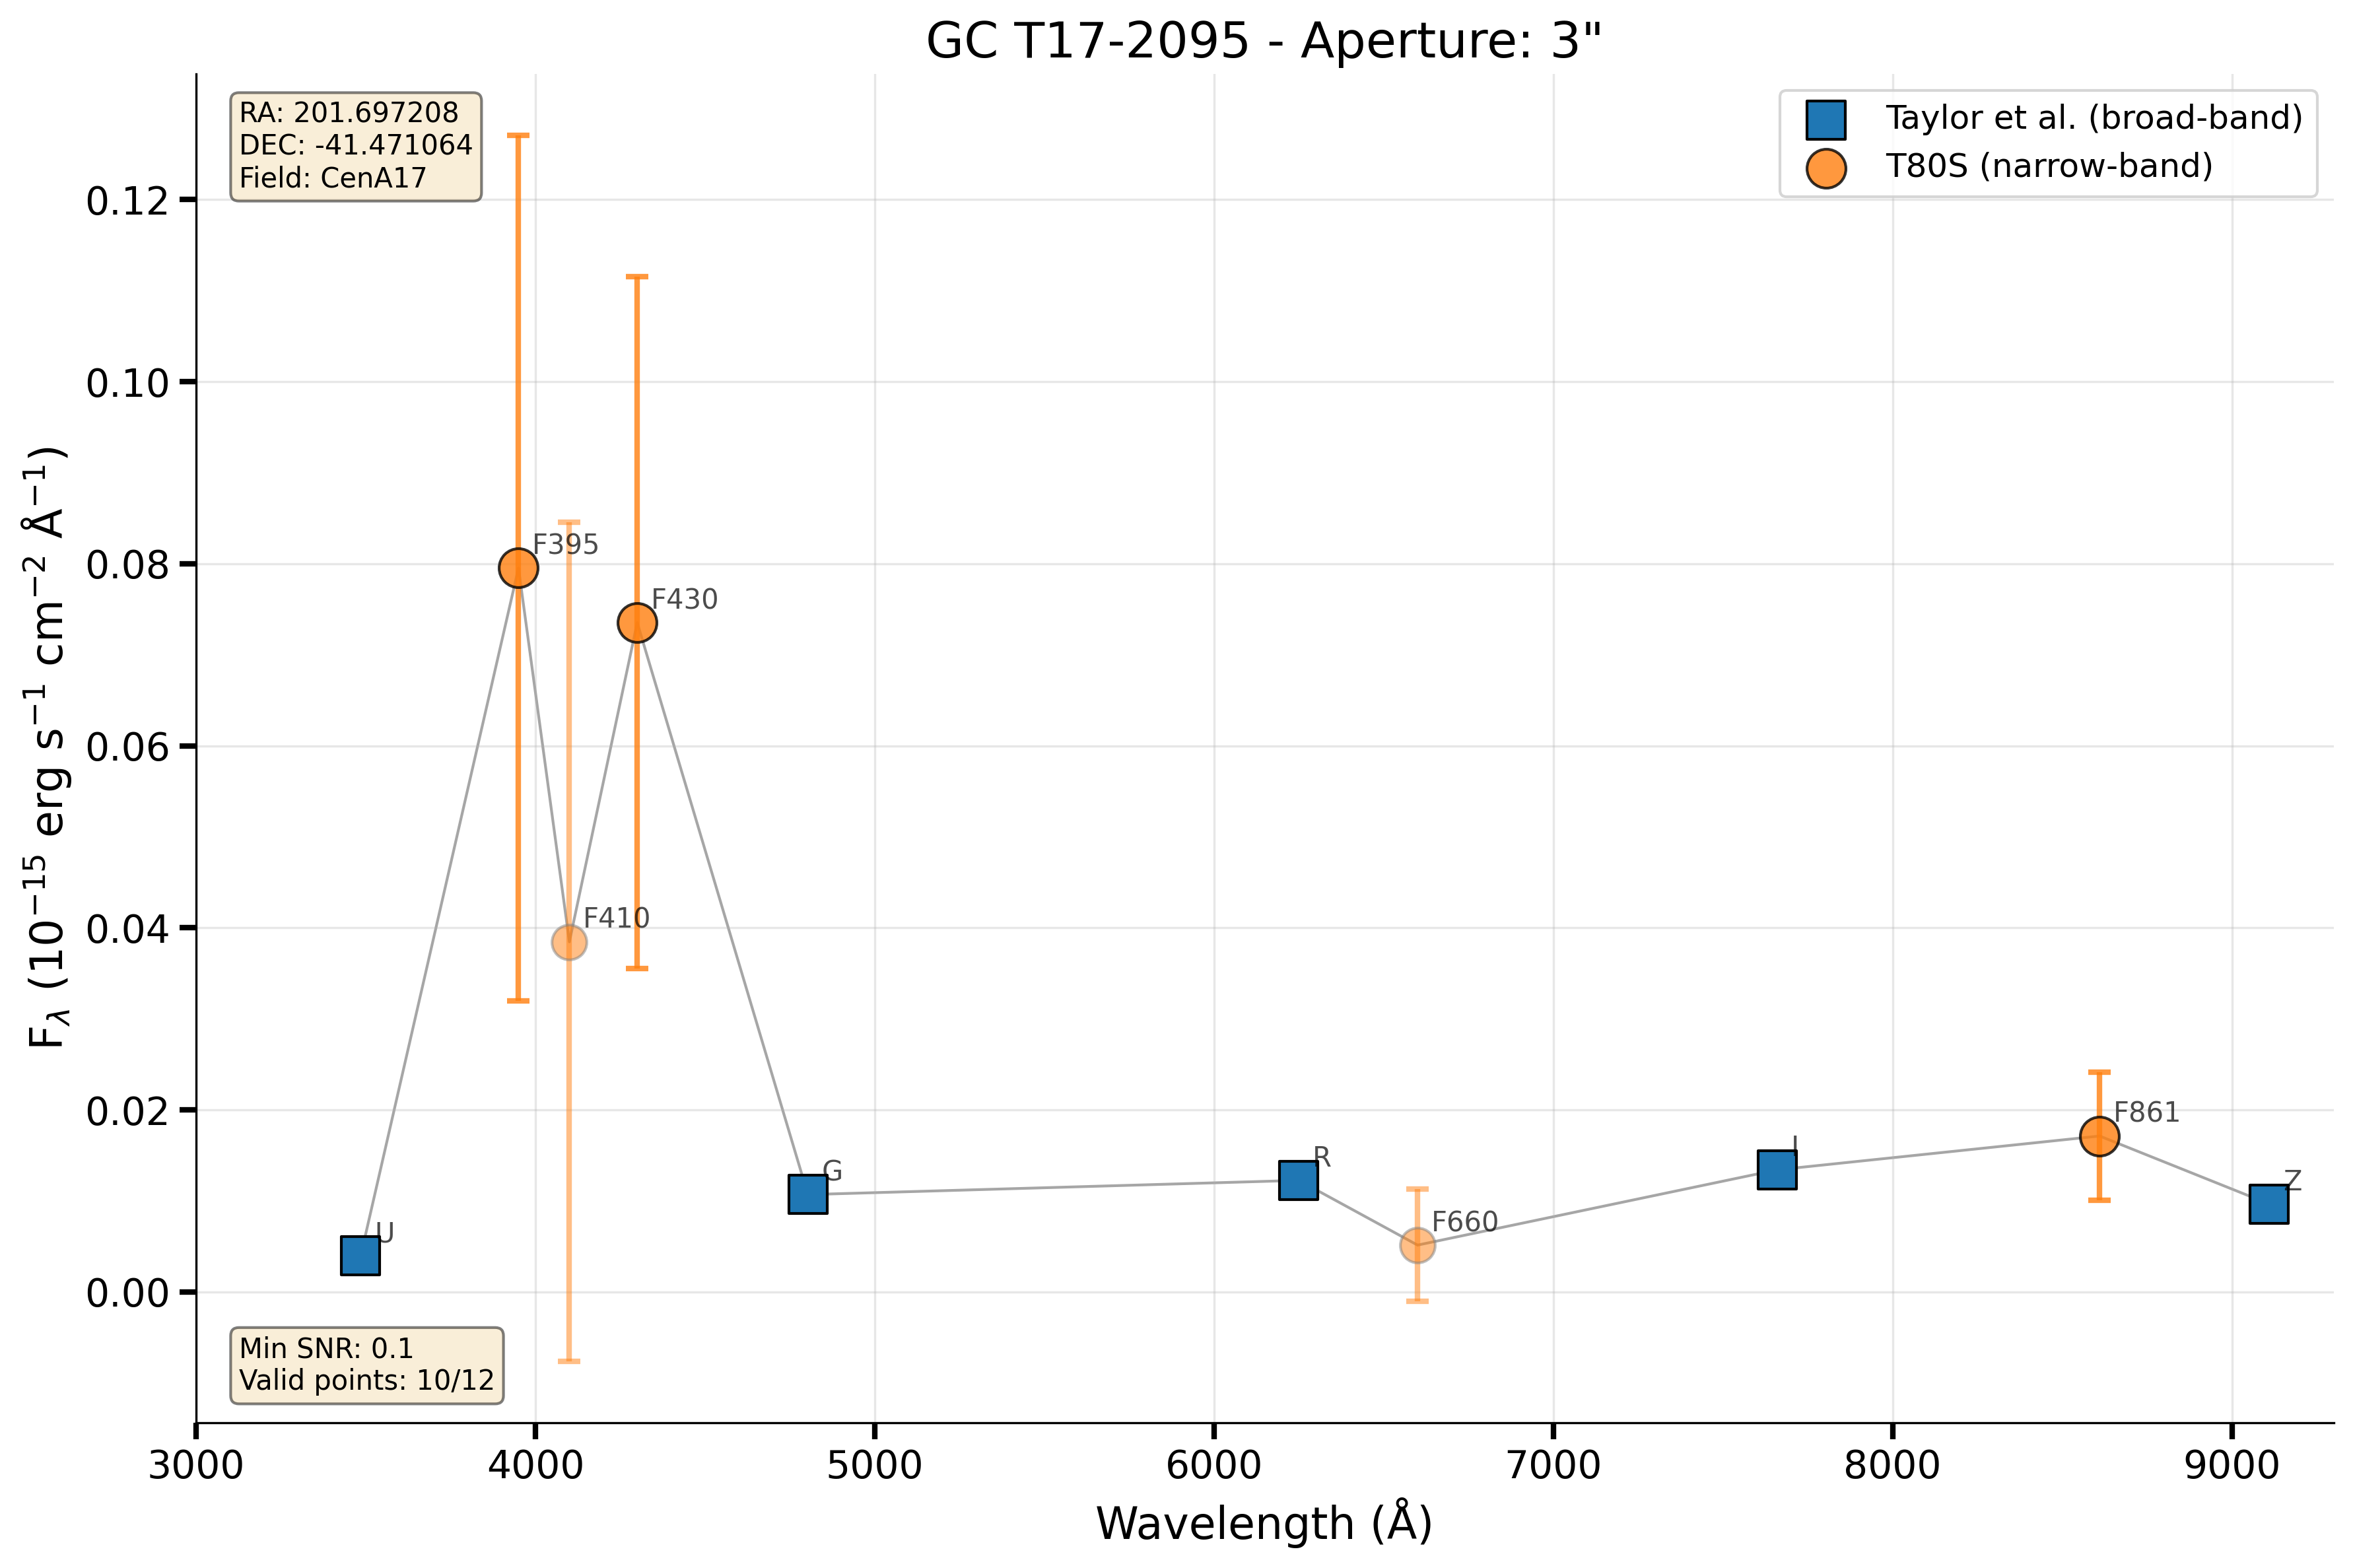 GC T17-2095 - Aperture: 3"
RA: 201.697208
DEC: -41.471064
Field: CenA17
Taylor et al. (broad-band)
T80S (narrow-band)
0.12
0.10
0.08
0.06
0.04
0.02
0.00
F_λ (10⁻¹⁵ erg s⁻¹ cm⁻² Å⁻¹)
F395
F430
F410
U
G
R
F660
I
F861
Z
Min SNR: 0.1
Valid points: 10/12
3000 4000 5000 6000 7000 8000 9000
Wavelength (Å)